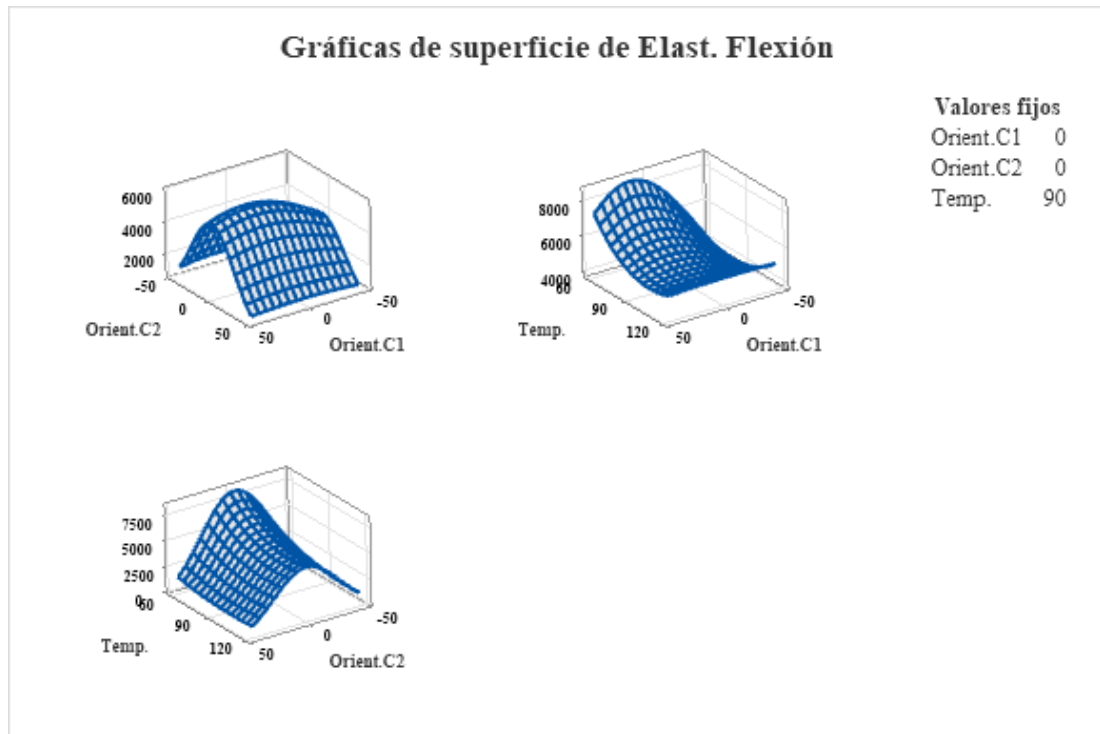 Gráficas de superficie de Elast. Flexión
Valores fijos
Orient.C1 0
Orient.C2 0
Temp. 90
6000
4000
2000
-50
0
50
Orient.C2
50
0
-50
Orient.C1
8000
6000
4000
60
90
120
Temp.
50
0
-50
Orient.C1
7500
5000
2500
0
60
90
120
Temp.
50
0
-50
Orient.C2